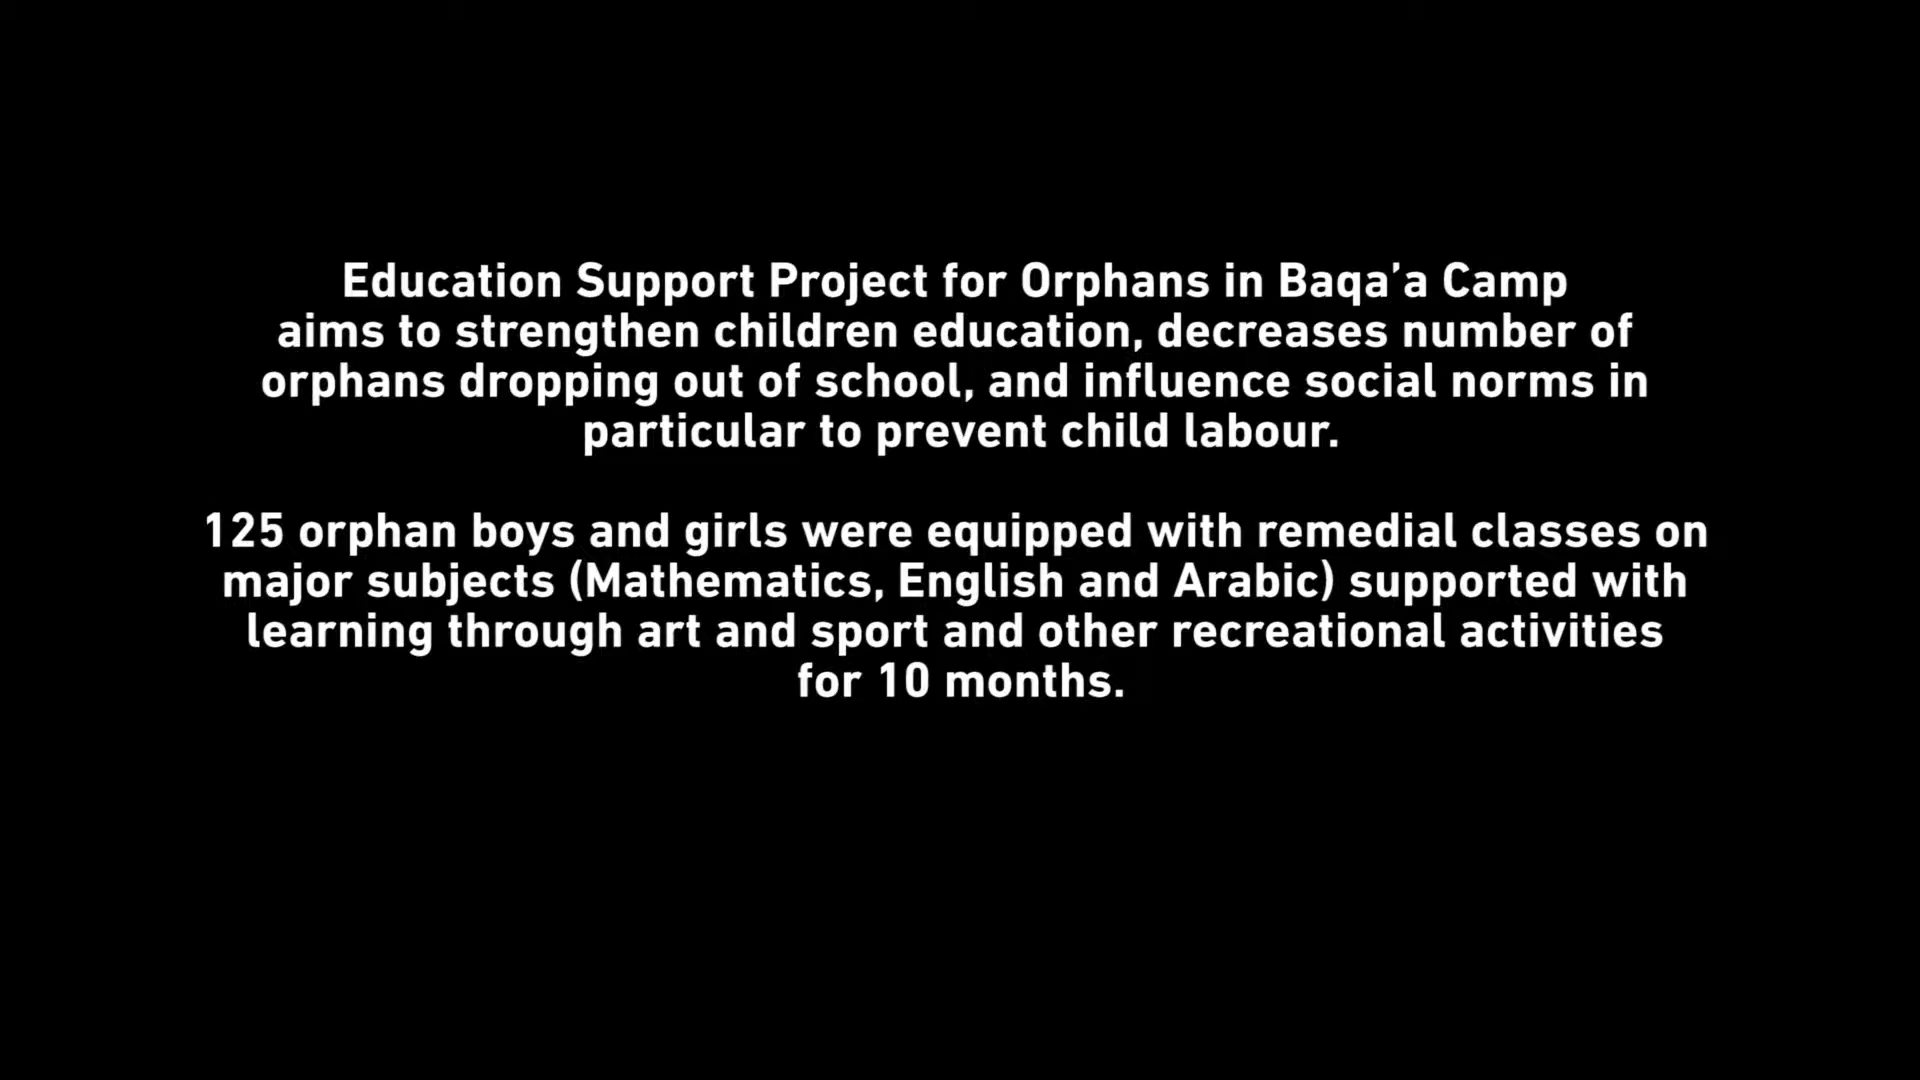 Education Support Project for Orphans in Baqa’a Camp
aims to strengthen children education, decreases number of
orphans dropping out of school, and influence social norms in
particular to prevent child labour.
125 orphan boys and girls were equipped with remedial classes on
major subjects (Mathematics, English and Arabic) supported with
learning through art and sport and other recreational activities
for 10 months.